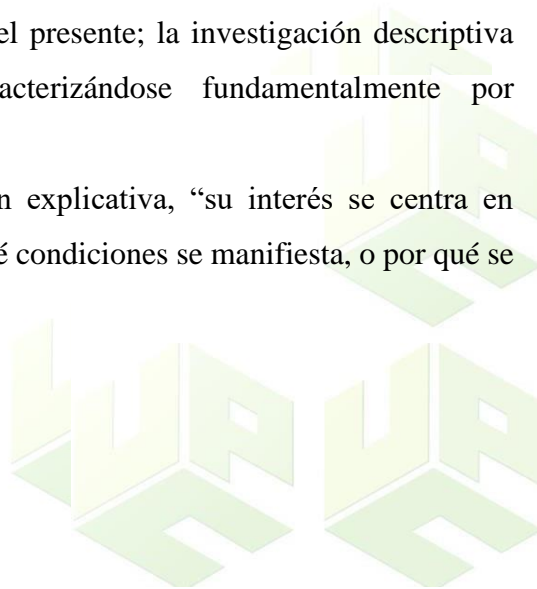 el presente; la investigación descriptiva
acterizándose fundamentalmente por
n explicativa, “su interés se centra en
é condiciones se manifiesta, o por qué se